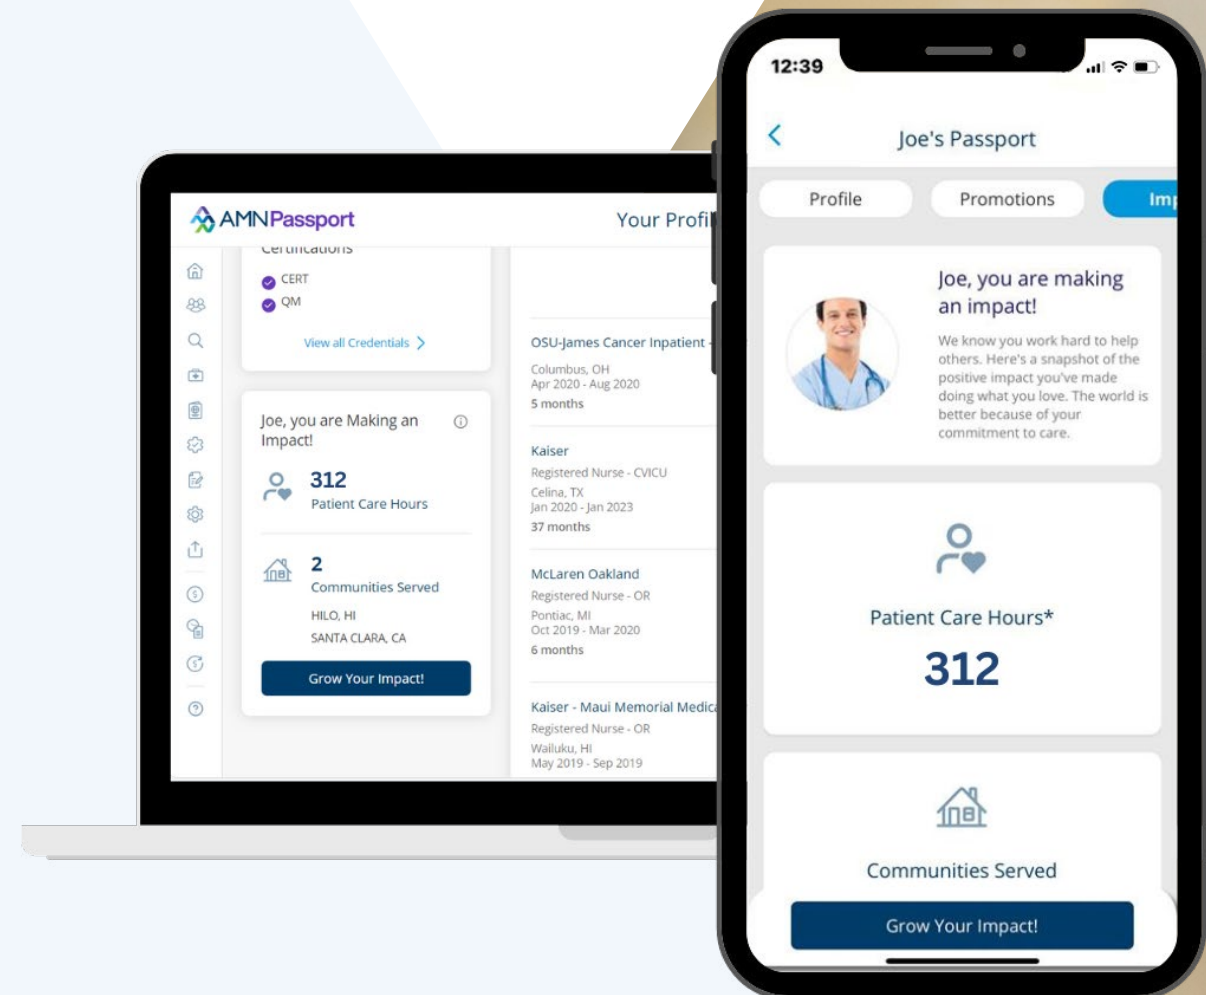 AMNPassport
Your Profil
Certifications
CERT
QM
View all Credentials
Joe, you are Making an
Impact!
312
Patient Care Hours
2
Communities Served
HILO, HI
SANTA CLARA, CA
Grow Your Impact!
OSU-James Cancer Inpatient -
Columbus, OH
Apr 2020 - Aug 2020
5 months
Kaiser
Registered Nurse - CVICU
Celina, TX
Jan 2020 - Jan 2023
37 months
McLaren Oakland
Registered Nurse - OR
Pontiac, MI
Oct 2019 - Mar 2020
6 months
Kaiser - Maui Memorial Medica
Registered Nurse - OR
Wailuku, HI
May 2019 - Sep 2019
12:39
Joe's Passport
Profile
Promotions
Imp
Joe, you are making
an impact!
We know you work hard to help
others. Here's a snapshot of the
positive impact you've made
doing what you love. The world is
better because of your
commitment to care.
Patient Care Hours*
312
Communities Served
Grow Your Impact!